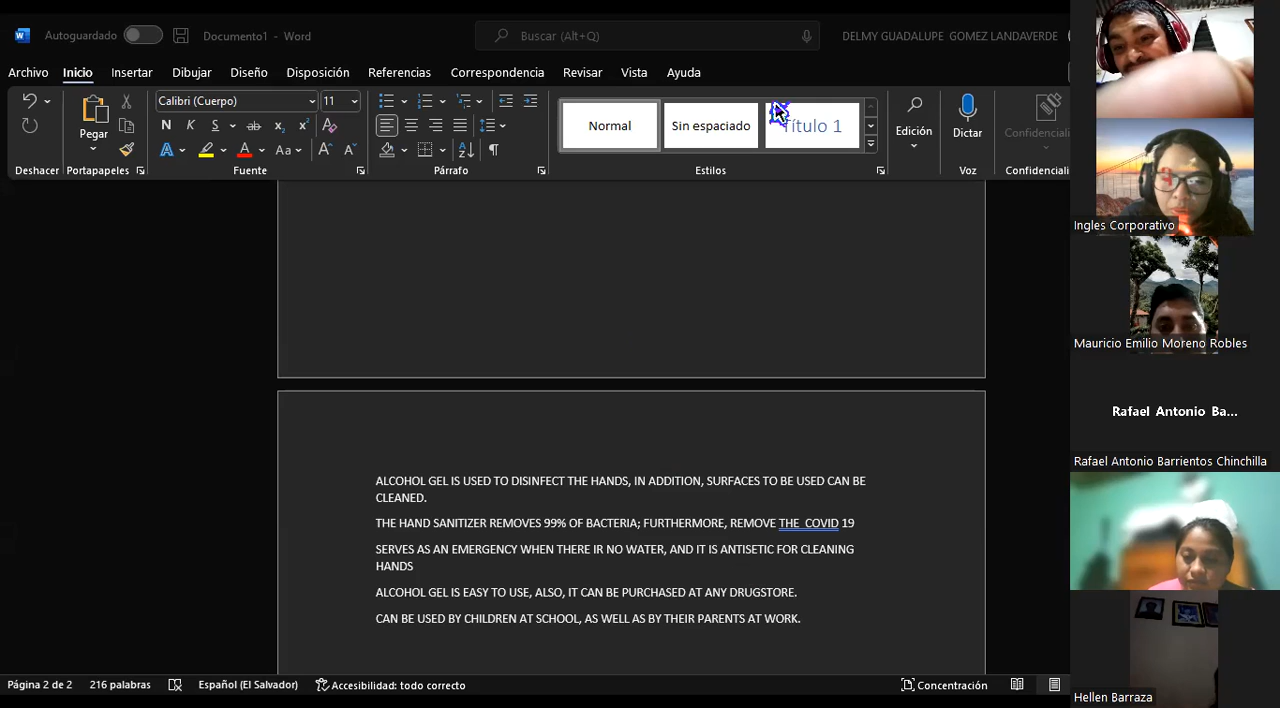 Autoguardado Documento1 - Word Buscar (Alt+Q) DELMY GUADALUPE GOMEZ LANDAVERDE
Archivo Inicio Insertar Dibujar Diseño Disposición Referencias Correspondencia Revisar Vista Ayuda
Calibri (Cuerpo) 11
Pegar
N K S ab x₂ x²
A A Aa A A
Normal Sin espaciado Título 1
Edición Dictar Confidenciali
Deshacer Portapapeles Fuente Párrafo Estilos Voz Confidenciali
ALCOHOL GEL IS USED TO DISINFECT THE HANDS, IN ADDITION, SURFACES TO BE USED CAN BE
CLEANED.
THE HAND SANITIZER REMOVES 99% OF BACTERIA; FURTHERMORE, REMOVE THE COVID 19
SERVES AS AN EMERGENCY WHEN THERE IR NO WATER, AND IT IS ANTISETIC FOR CLEANING
HANDS
ALCOHOL GEL IS EASY TO USE, ALSO, IT CAN BE PURCHASED AT ANY DRUGSTORE.
CAN BE USED BY CHILDREN AT SCHOOL, AS WELL AS BY THEIR PARENTS AT WORK.
Página 2 de 2 216 palabras Español (El Salvador) Accesibilidad: todo correcto Concentración
Ingles Corporativo
Mauricio Emilio Moreno Robles
Rafael Antonio Ba...
Rafael Antonio Barrientos Chinchilla
Hellen Barraza